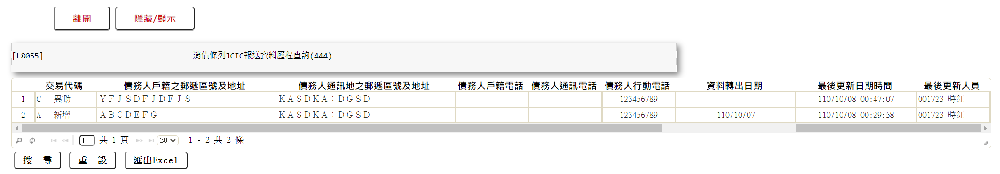 離開 隱藏/顯示
[L8055] 消債條列JCIC報送資料歷程查詢(444)
交易代碼 債務人戶籍之郵遞區號及地址 債務人通訊地之郵遞區號及地址 債務人戶籍電話 債務人通訊電話 債務人行動電話 資料轉出日期 最後更新日期時間 最後更新人員
1 C - 異動 ＹＦＪＳＤＦＪＤＦＪＳ ＫＡＳＤＫＡ；ＤＧＳＤ 123456789 110/10/08 00:47:07 001723 時紅
2 A - 新增 ＡＢＣＤＥＦＧ ＫＡＳＤＫＡ；ＤＧＳＤ 123456789 110/10/07 110/10/08 00:29:58 001723 時紅
1 共 1 頁 20 1 - 2 共 2 條
搜 尋 重 設 匯出Excel